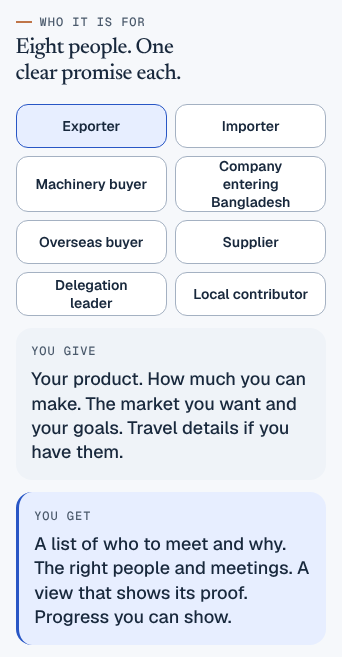 WHO IT IS FOR
Eight people. One
clear promise each.
Exporter
Importer
Machinery buyer
Company
entering
Bangladesh
Overseas buyer
Supplier
Delegation
leader
Local contributor
YOU GIVE
Your product. How much you can
make. The market you want and
your goals. Travel details if you
have them.
YOU GET
A list of who to meet and why.
The right people and meetings. A
view that shows its proof.
Progress you can show.